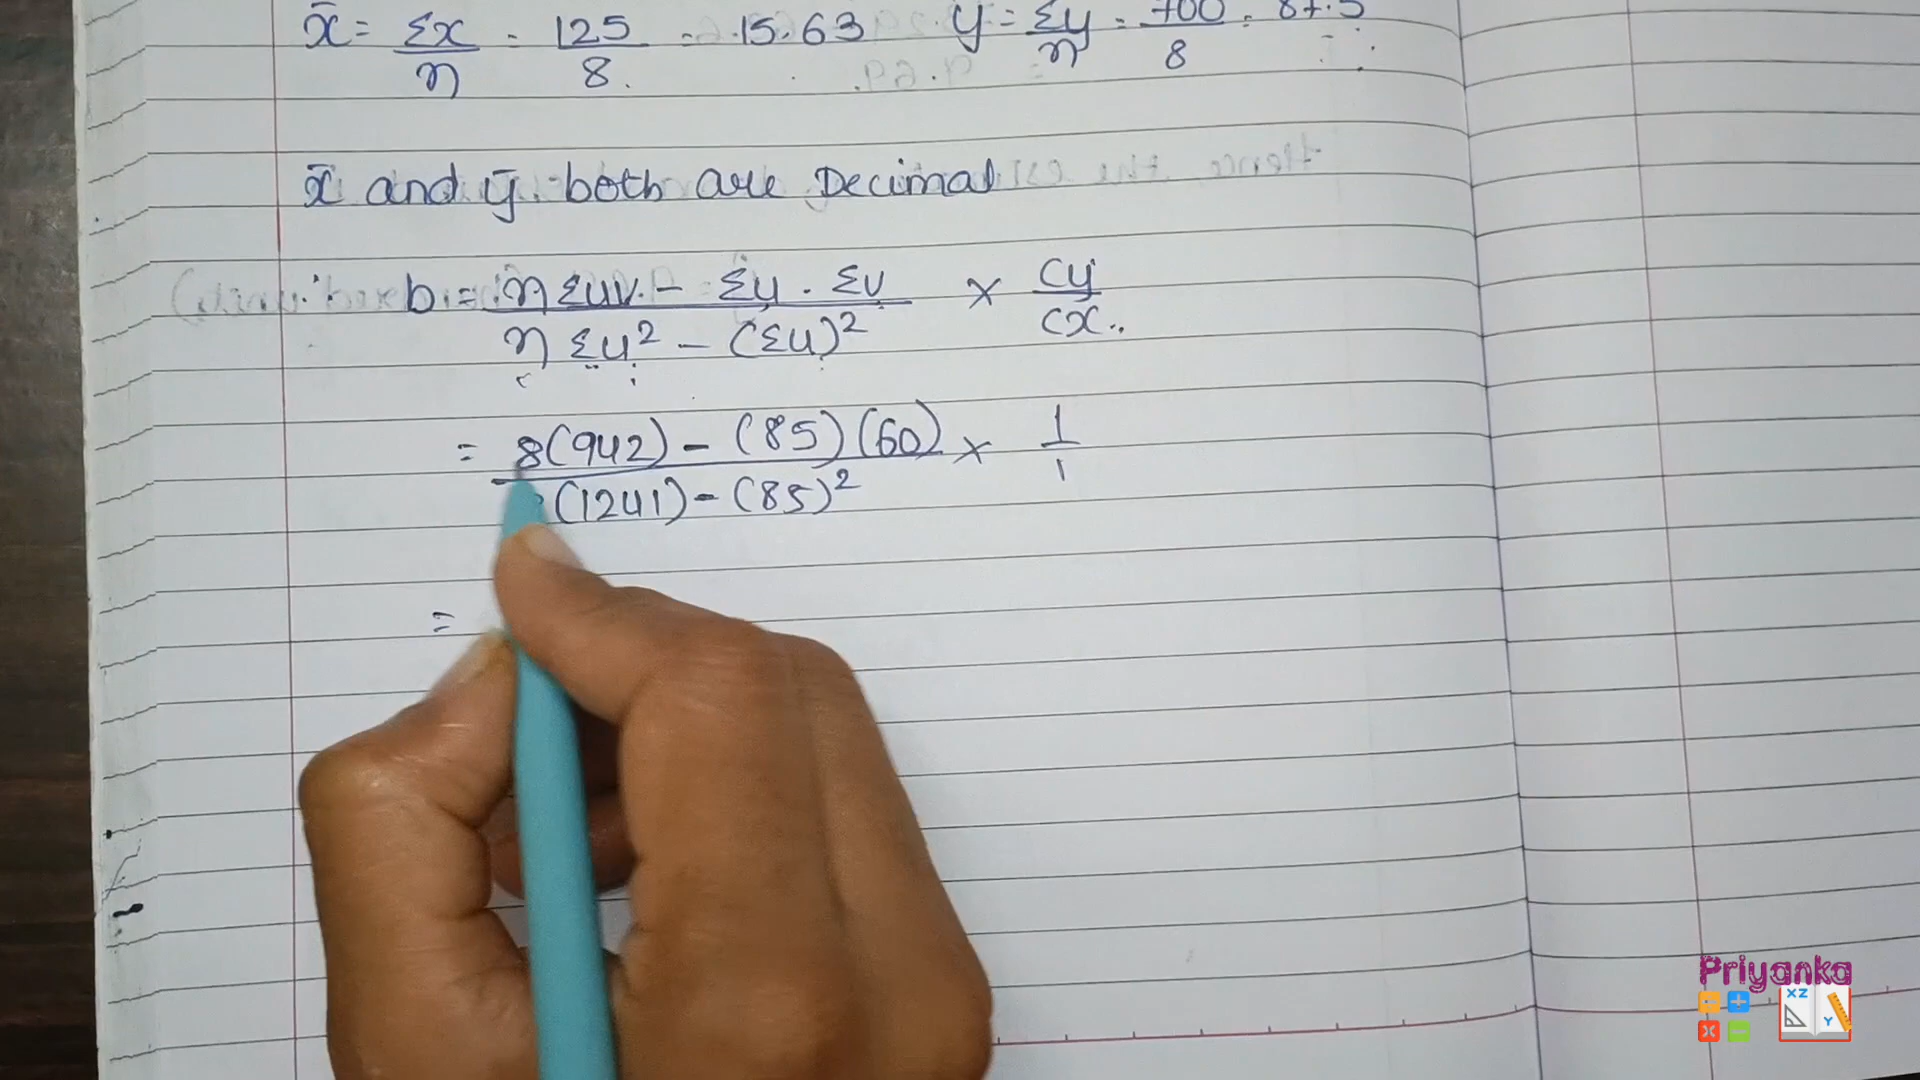 x̄ = Σx/n = 125/8 = 15.63 ȳ = Σy/n = 700/8 = 87.5
x̄ and ȳ both are Decimal
b = nΣuv - Σu . Σv / nΣu² - (Σu)² × Cy/Cx
= 8(942) - (85)(60) / (1241) - (85)² × 1/1
=
Priyanka
XZ
Y